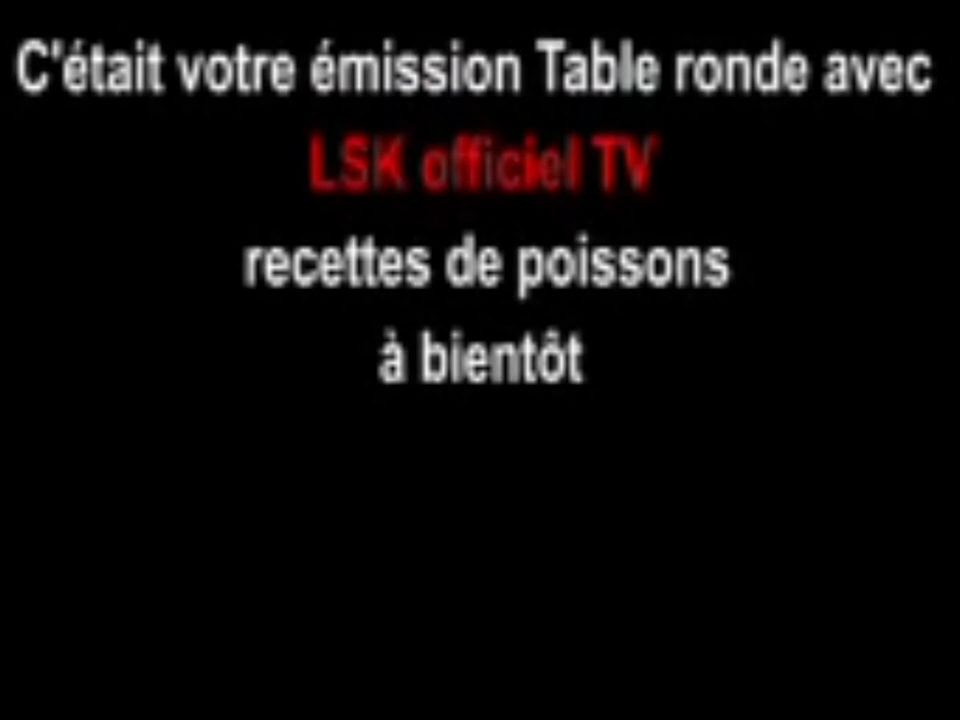 C'était votre émission Table ronde avec
LSK officiel TV
recettes de poissons
à bientôt